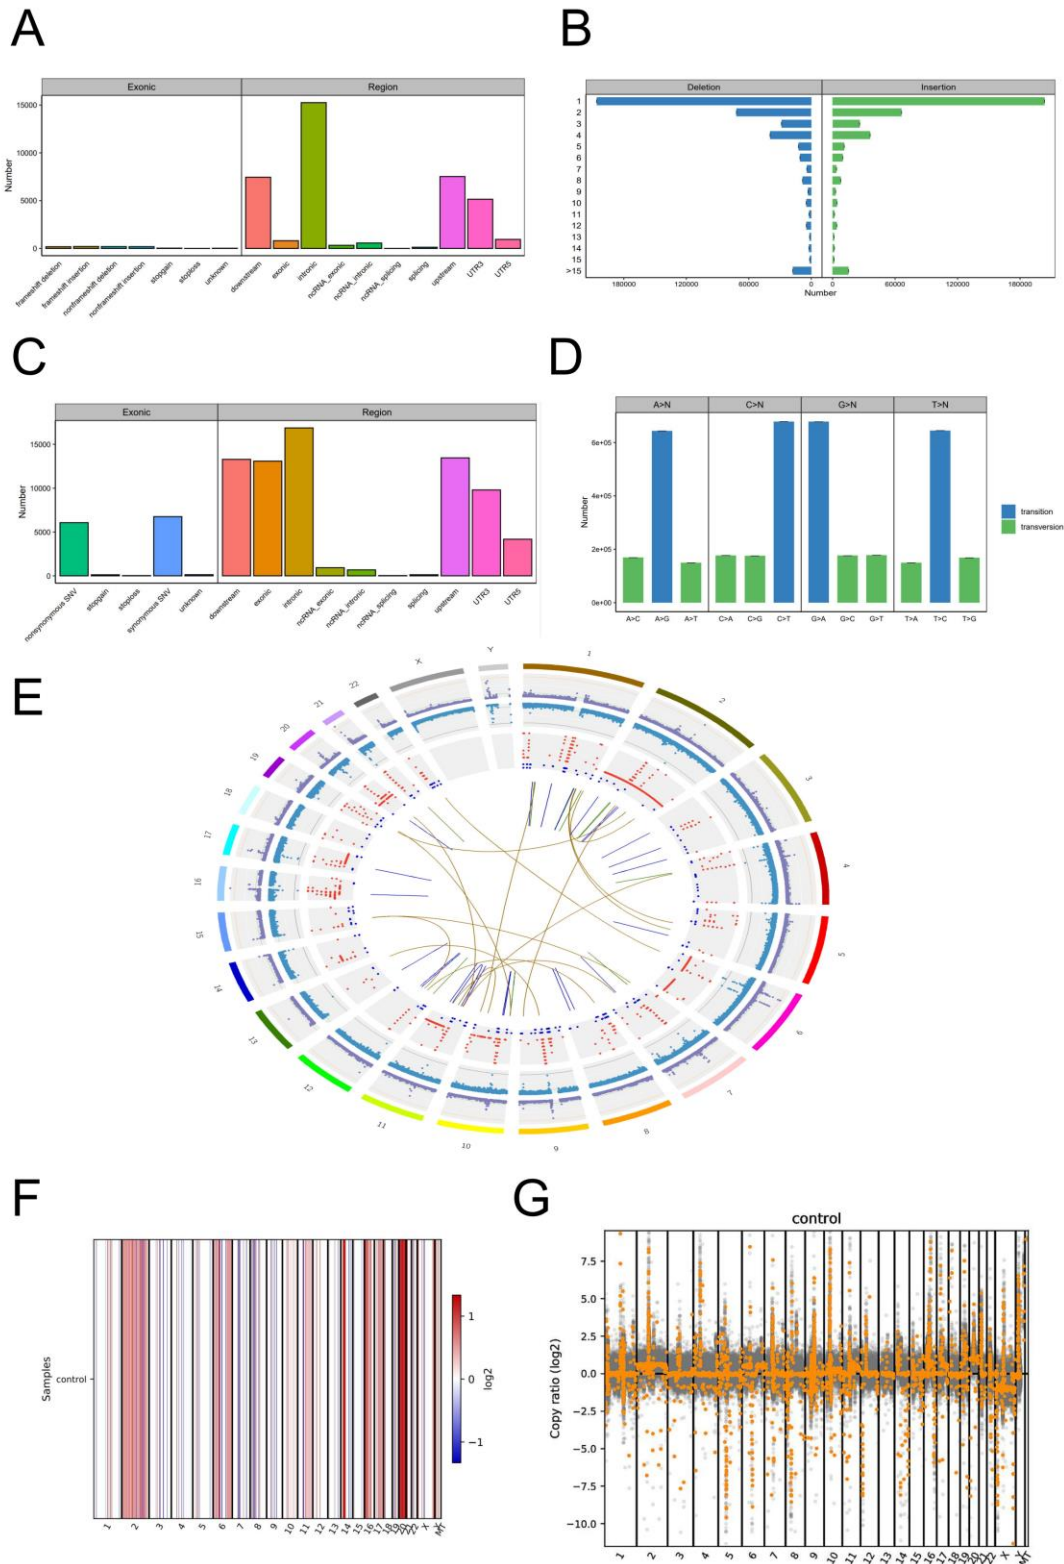 A
Exonic
Region
Number
15000
10000
5000
0
frameshift deletion
frameshift insertion
nonframeshift deletion
nonframeshift insertion
stopgain
stoploss
unknown
downstream
exonic
intronic
ncRNA_exonic
ncRNA_intronic
ncRNA_splicing
splicing
upstream
UTR3
UTR5
B
Deletion
Insertion
1
2
3
4
5
6
7
8
9
10
11
12
13
14
15
>15
180000 120000 60000 0 0 60000 120000 180000
Number
C
Exonic
Region
Number
15000
10000
5000
0
nonsynonymous SNV
stopgain
stoploss
synonymous SNV
unknown
downstream
exonic
intronic
ncRNA_exonic
ncRNA_intronic
ncRNA_splicing
splicing
upstream
UTR3
UTR5
D
A>N C>N G>N T>N
Number
6e+05
4e+05
2e+05
0e+00
A>C A>G A>T C>A C>G C>T G>A G>C G>T T>A T>C T>G
transition
transversion
E
1
2
3
4
5
6
7
8
9
10
11
12
13
14
15
16
17
18
19
20
21
22
X
Y
F
Samples
control
1 2 3 4 5 6 7 8 9 10 11 12 13 14 15 16 17 18 19 20 21 22 X Y MT
1
0
−1
log2
G
control
Copy ratio (log2)
7.5
5.0
2.5
0.0
−2.5
−5.0
−7.5
−10.0
1 2 3 4 5 6 7 8 9 10 11 12 13 14 15 16 17 18 19 20 21 22 X Y MT